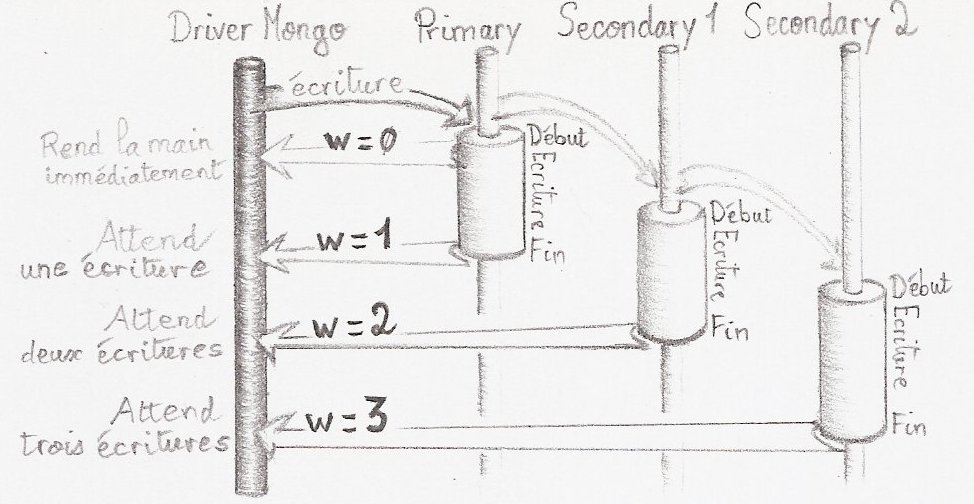 Driver Mongo
Primary
Secondary 1
Secondary 2
écriture
Rend la main
immédiatement
w=0
Début
Ecriture
Fin
Attend
une écriture
w=1
Début
Ecriture
Fin
Attend
deux écritures
w=2
Début
Ecriture
Fin
Attend
trois écritures
w=3